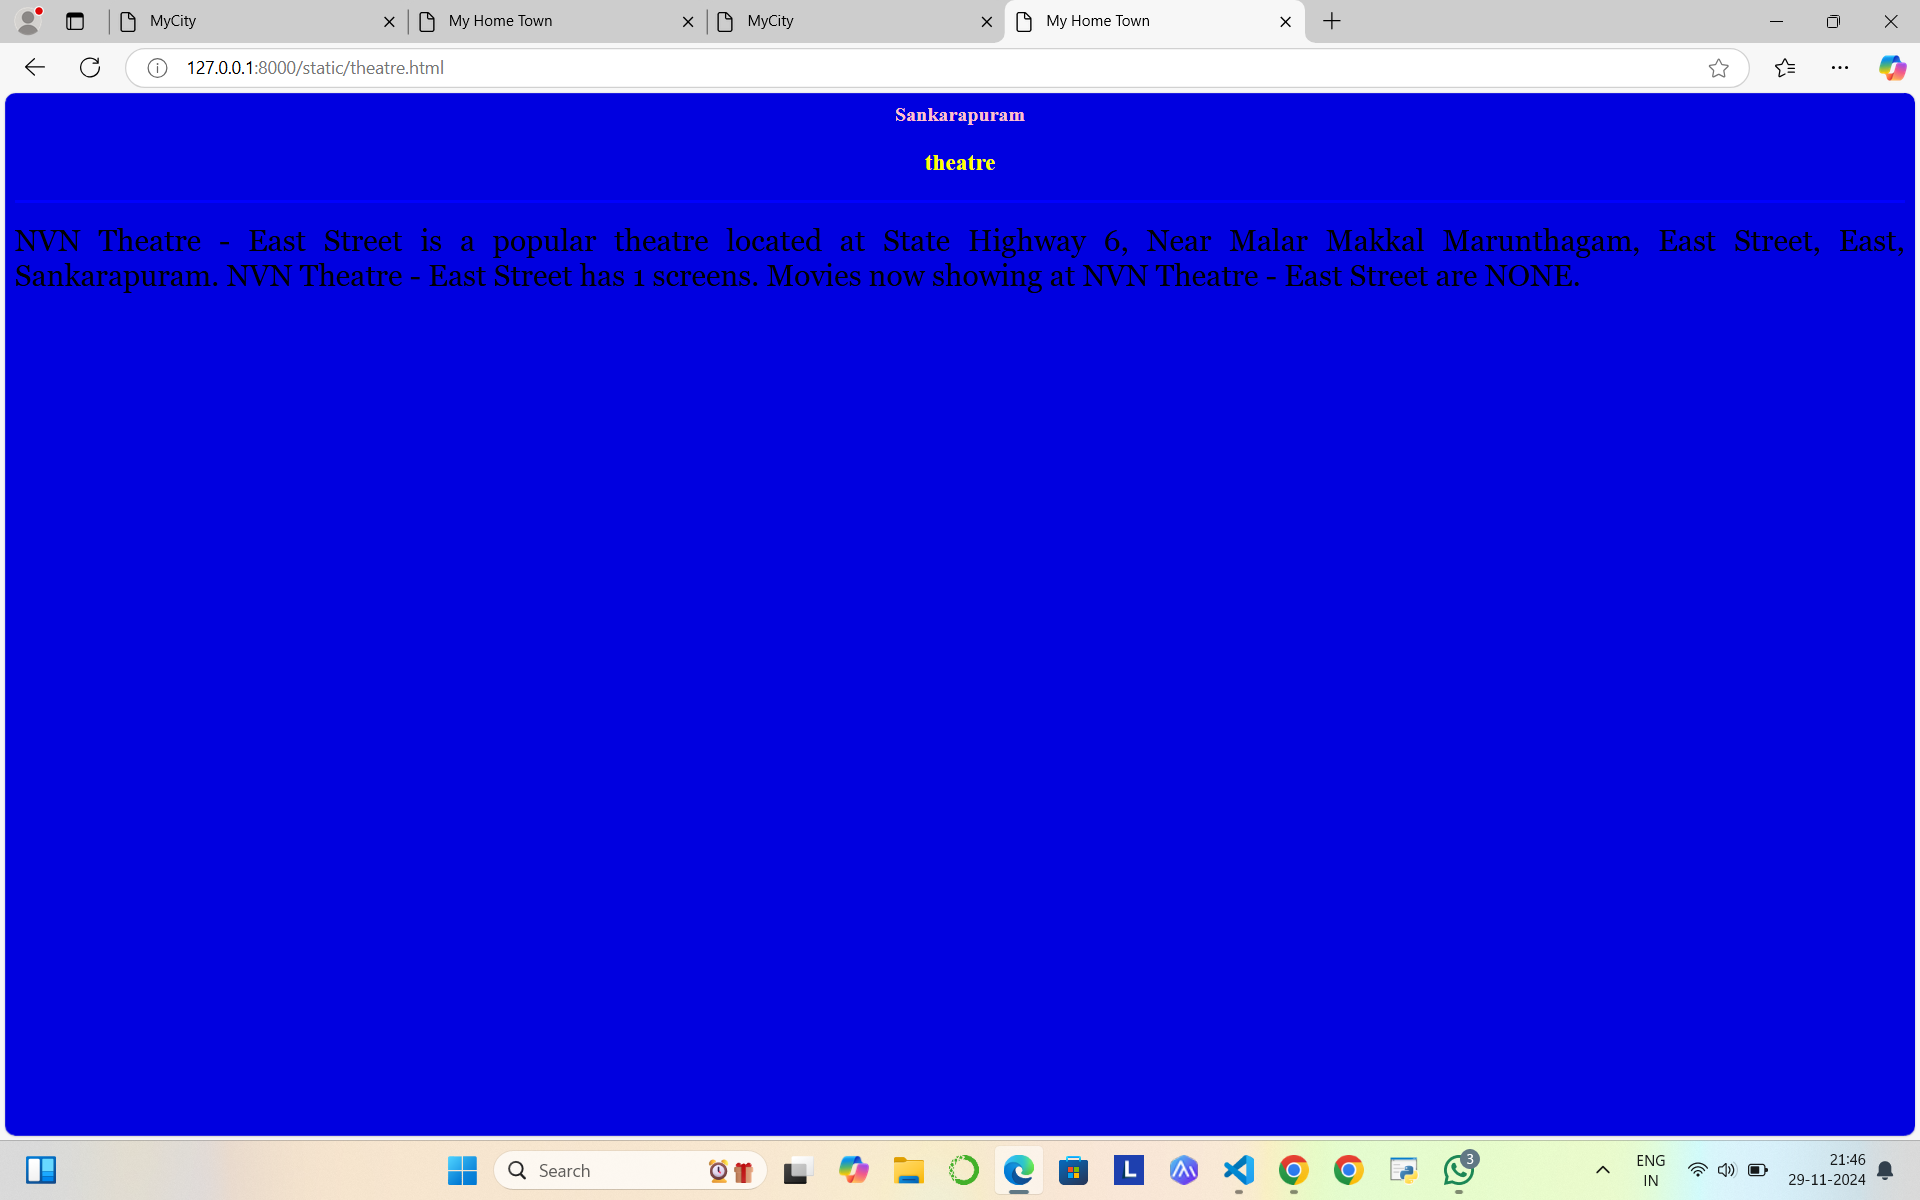 MyCity
My Home Town
MyCity
My Home Town
127.0.0.1:8000/static/theatre.html
Sankarapuram
theatre
NVN Theatre - East Street is a popular theatre located at State Highway 6, Near Malar Makkal Marunthagam, East Street, East,
Sankarapuram. NVN Theatre - East Street has 1 screens. Movies now showing at NVN Theatre - East Street are NONE.
Search
L
3
ENG
IN
21:46
29-11-2024